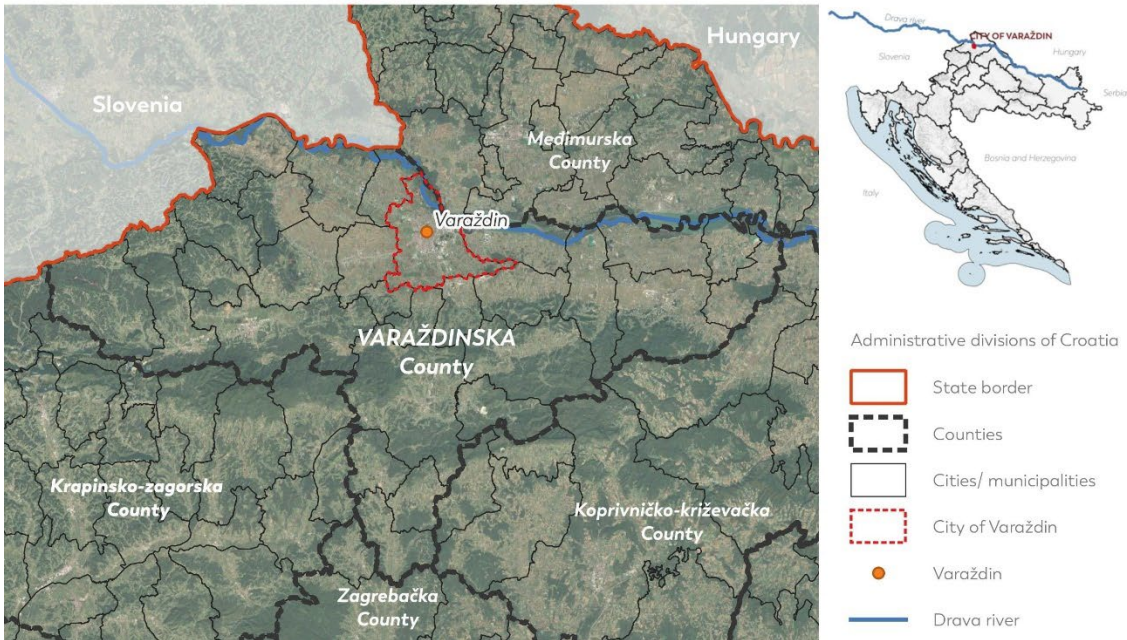 Slovenia
Hungary
Međimurska
County
Varaždin
VARAŽDINSKA
County
Krapinsko-zagorska
County
Koprivničko-križevačka
County
Zagrebačka
County
Drava river
CITY OF VARAŽDIN
Hungary
Slovenia
Serbia
Bosnia and Herzegovina
Italy
Administrative divisions of Croatia
State border
Counties
Cities/ municipalities
City of Varaždin
Varaždin
Drava river